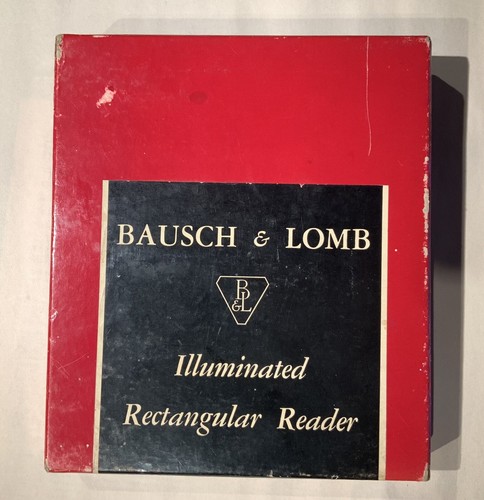 BAUSCH & LOMB
B
&L
Illuminated
Rectangular Reader